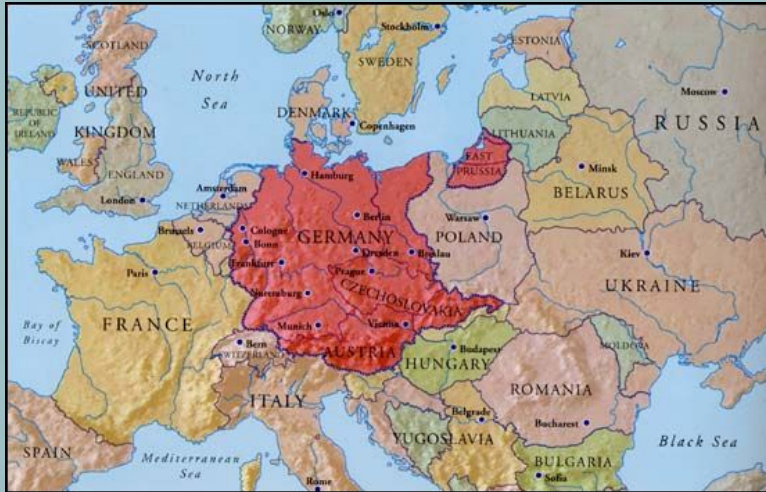 Oslo
NORWAY
Stockholm
SWEDEN
ESTONIA
SCOTLAND
North
Sea
UNITED
KINGDOM
REPUBLIC
OF
IRELAND
WALES
ENGLAND
London
DENMARK
Copenhagen
LATVIA
LITHUANIA
Moscow
RUSSIA
EAST
PRUSSIA
Minsk
BELARUS
Hamburg
Amsterdam
NETHERLANDS
Berlin
Warsaw
POLAND
Brussels
BELGIUM
Cologne
Bonn
GERMANY
Dresden
Breslau
Kiev
UKRAINE
Paris
Frankfurt
Prague
CZECHOSLOVAKIA
Nuremburg
Bay of
Biscay
FRANCE
Munich
Vienna
AUSTRIA
Bern
SWITZERLAND
Budapest
HUNGARY
MOLDOVA
ROMANIA
ITALY
Belgrade
YUGOSLAVIA
Bucharest
Black Sea
SPAIN
Mediterranean
Sea
Rome
BULGARIA
Sofia